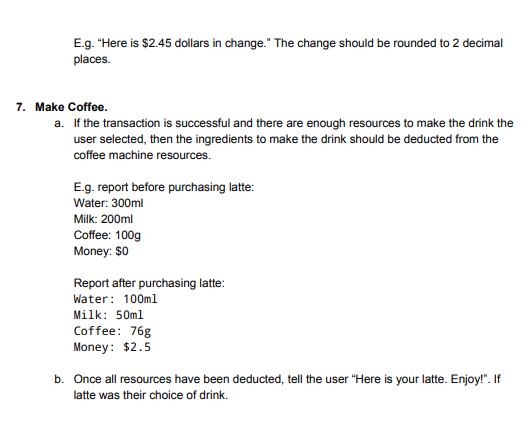 E.g. “Here is $2.45 dollars in change.” The change should be rounded to 2 decimal
places.
7. Make Coffee.
a. If the transaction is successful and there are enough resources to make the drink the
user selected, then the ingredients to make the drink should be deducted from the
coffee machine resources.
E.g. report before purchasing latte:
Water: 300ml
Milk: 200ml
Coffee: 100g
Money: $0
Report after purchasing latte:
Water: 100ml
Milk: 50ml
Coffee: 76g
Money: $2.5
b. Once all resources have been deducted, tell the user “Here is your latte. Enjoy!”. If
latte was their choice of drink.